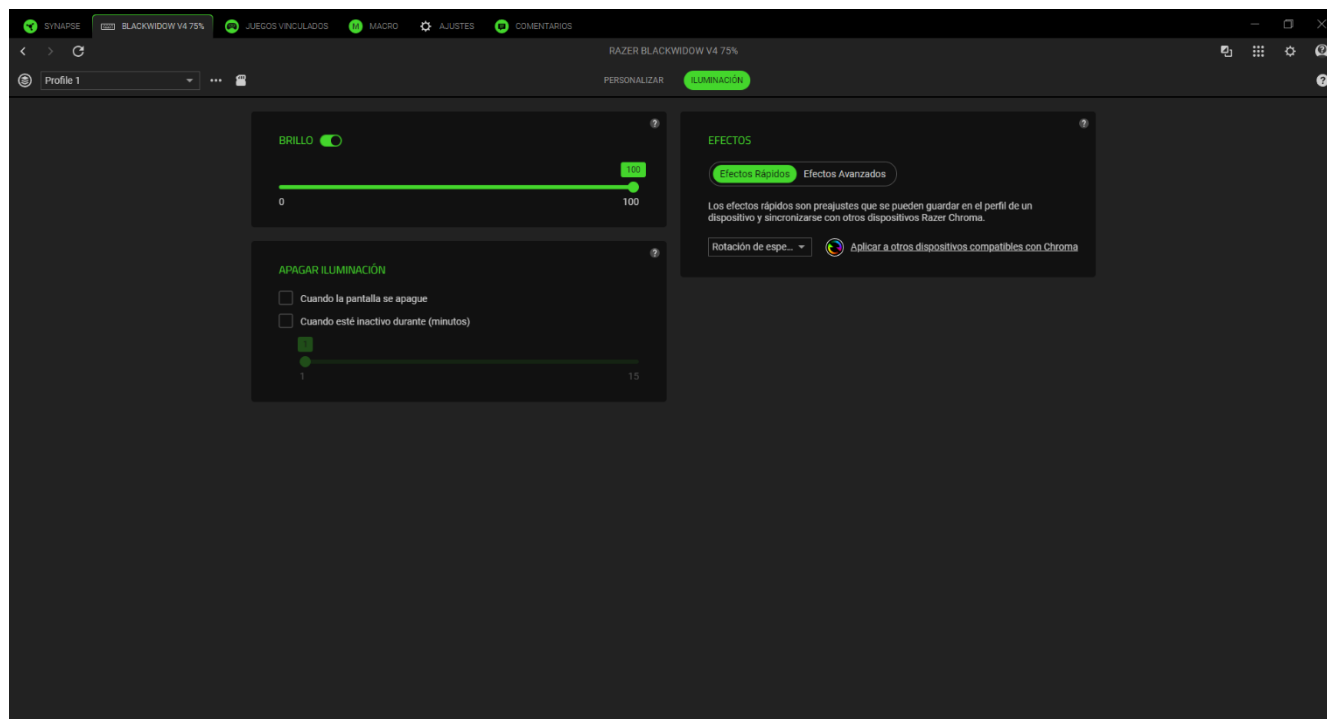 SYNAPSE
BLACKWIDOW V4 75%
JUEGOS VINCULADOS
M
MACRO
AJUSTES
COMENTARIOS
RAZER BLACKWIDOW V4 75%
Profile 1
PERSONALIZAR
ILUMINACIÓN
?
BRILLO
?
100
0
100
APAGAR ILUMINACIÓN
?
Cuando la pantalla se apague
Cuando esté inactivo durante (minutos)
1
1
15
EFECTOS
?
Efectos Rápidos
Efectos Avanzados
Los efectos rápidos son preajustes que se pueden guardar en el perfil de un
dispositivo y sincronizarse con otros dispositivos Razer Chroma.
Rotación de espe...
Aplicar a otros dispositivos compatibles con Chroma